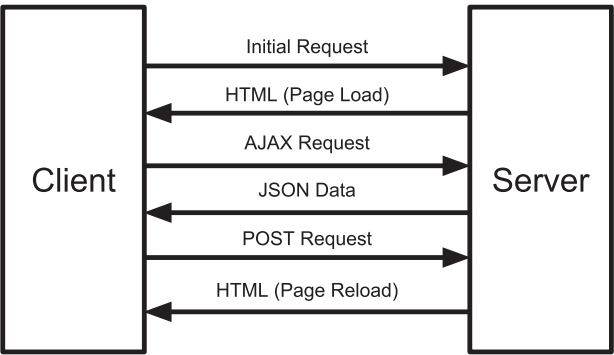 Initial Request
HTML (Page Load)
AJAX Request
Client
Server
JSON Data
POST Request
HTML (Page Reload)